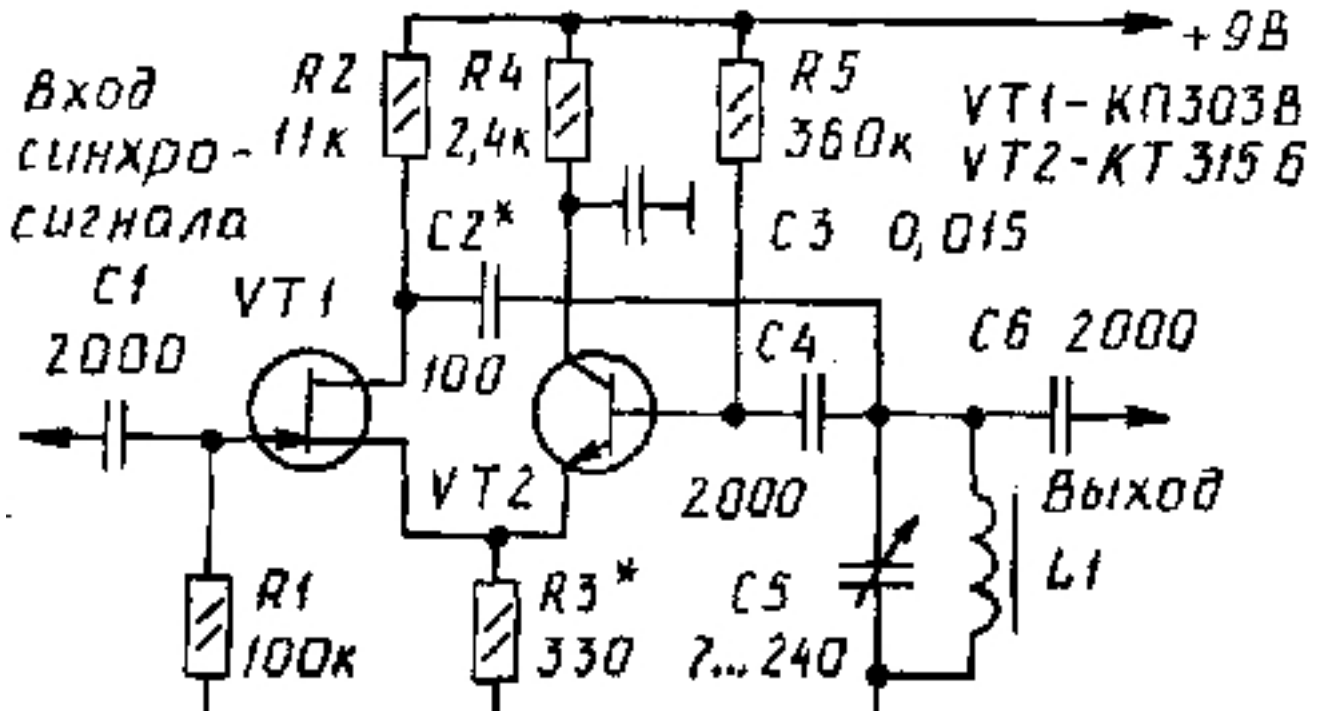 +9В
Вход
синхро-
сигнала
R2
11к
R4
2,4к
R5
360к
VT1-КП303В
VT2-КТ315Б
C1
2000
VT1
C2*
100
C3 0,015
C4
2000
C6 2000
VT2
Выход
L1
R1
100к
R3*
330
C5
7...240